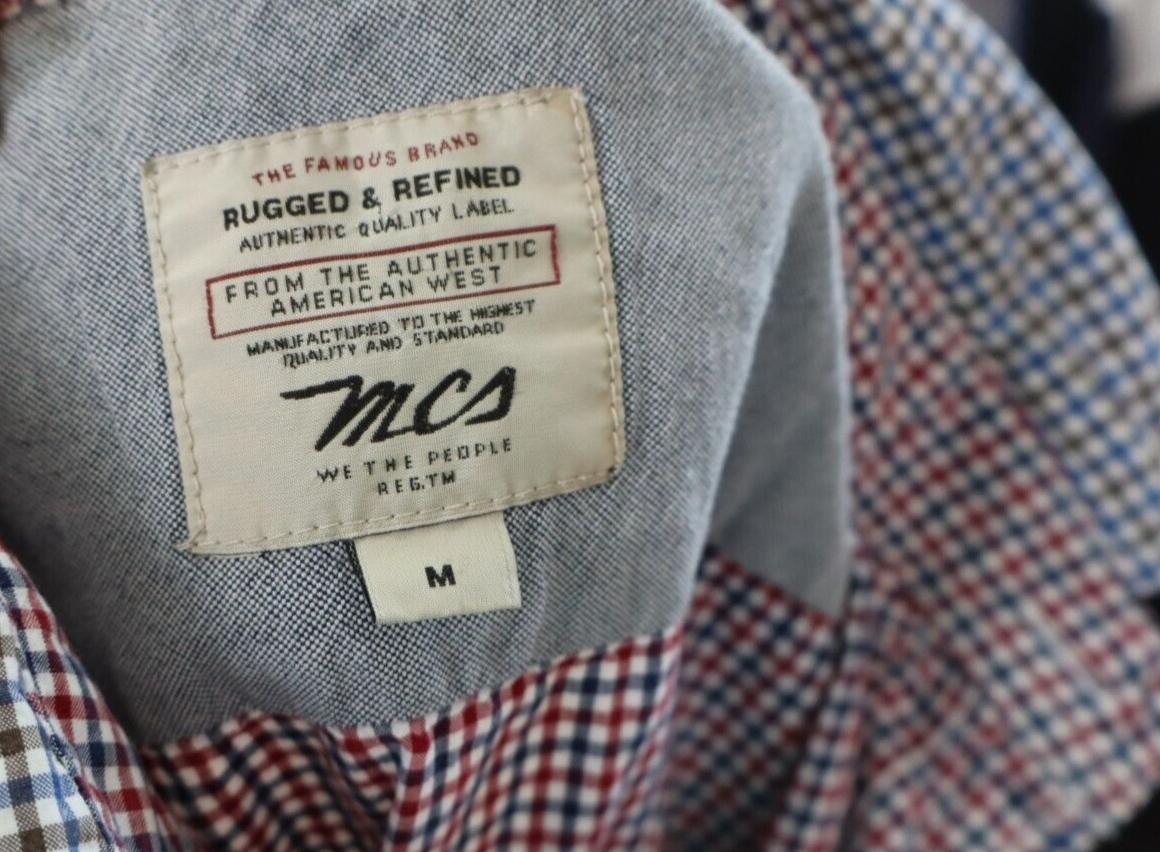 THE FAMOUS BRAND
RUGGED & REFINED
AUTHENTIC QUALITY LABEL
FROM THE AUTHENTIC
AMERICAN WEST
MANUFACTURED TO THE HIGHEST
QUALITY AND STANDARD
mcs
WE THE PEOPLE
REG.TM
M